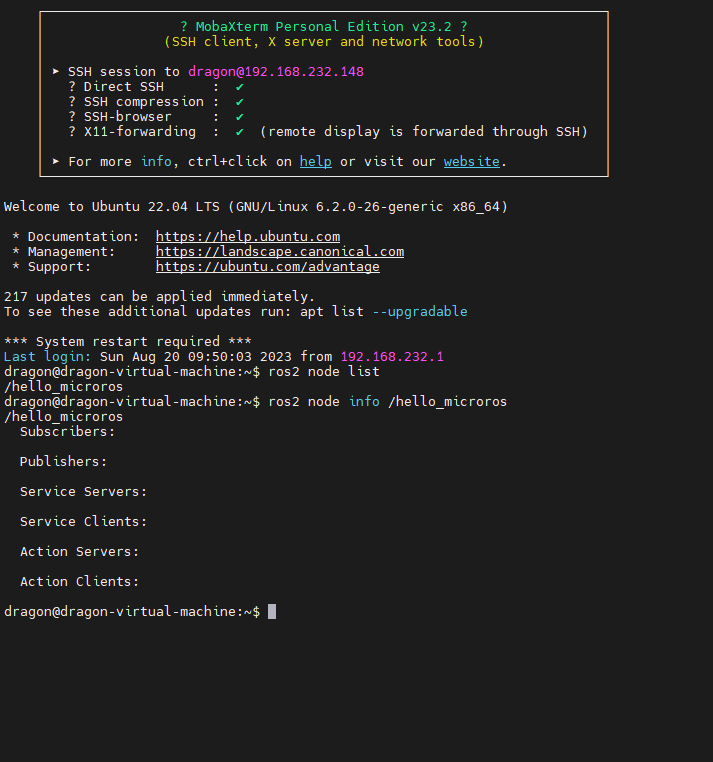 ? MobaXterm Personal Edition v23.2 ?
(SSH client, X server and network tools)
➤ SSH session to dragon@192.168.232.148
? Direct SSH      :  ✔
? SSH compression :  ✔
? SSH-browser     :  ✔
? X11-forwarding  :  ✔  (remote display is forwarded through SSH)
➤ For more info, ctrl+click on help or visit our website.
Welcome to Ubuntu 22.04 LTS (GNU/Linux 6.2.0-26-generic x86_64)
* Documentation:  https://help.ubuntu.com
* Management:     https://landscape.canonical.com
* Support:        https://ubuntu.com/advantage
217 updates can be applied immediately.
To see these additional updates run: apt list --upgradable
*** System restart required ***
Last login: Sun Aug 20 09:50:03 2023 from 192.168.232.1
dragon@dragon-virtual-machine:~$ ros2 node list
/hello_microros
dragon@dragon-virtual-machine:~$ ros2 node info /hello_microros
/hello_microros
Subscribers:
Publishers:
Service Servers:
Service Clients:
Action Servers:
Action Clients:
dragon@dragon-virtual-machine:~$